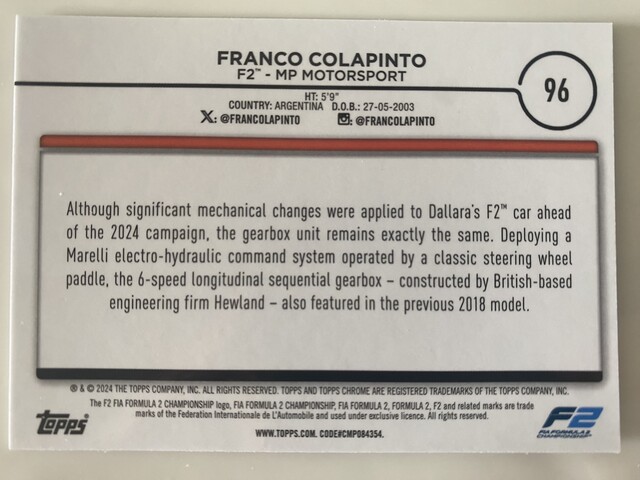 FRANCO COLAPINTO
F2™ - MP MOTORSPORT
96
HT: 5'9"
COUNTRY: ARGENTINA D.O.B.: 27-05-2003
X: @FRANCOLAPINTO : @FRANCOLAPINTO
Although significant mechanical changes were applied to Dallara's F2™ car ahead
of the 2024 campaign, the gearbox unit remains exactly the same. Deploying a
Marelli electro-hydraulic command system operated by a classic steering wheel
paddle, the 6-speed longitudinal sequential gearbox – constructed by British-based
engineering firm Hewland – also featured in the previous 2018 model.
® & © 2024 THE TOPPS COMPANY, INC. ALL RIGHTS RESERVED. TOPPS AND TOPPS CHROME ARE REGISTERED TRADEMARKS OF THE TOPPS COMPANY, INC.
The F2 FIA FORMULA 2 CHAMPIONSHIP logo, FIA FORMULA 2 CHAMPIONSHIP, FIA FORMULA 2, FORMULA 2, F2 and related marks are trade
marks of the Federation Internationale de L'Automobile and used under exclusive licence. All rights reserved.
WWW.TOPPS.COM. CODE#CMP084354.
Topps
F2
FIA FORMULA 2
CHAMPIONSHIP